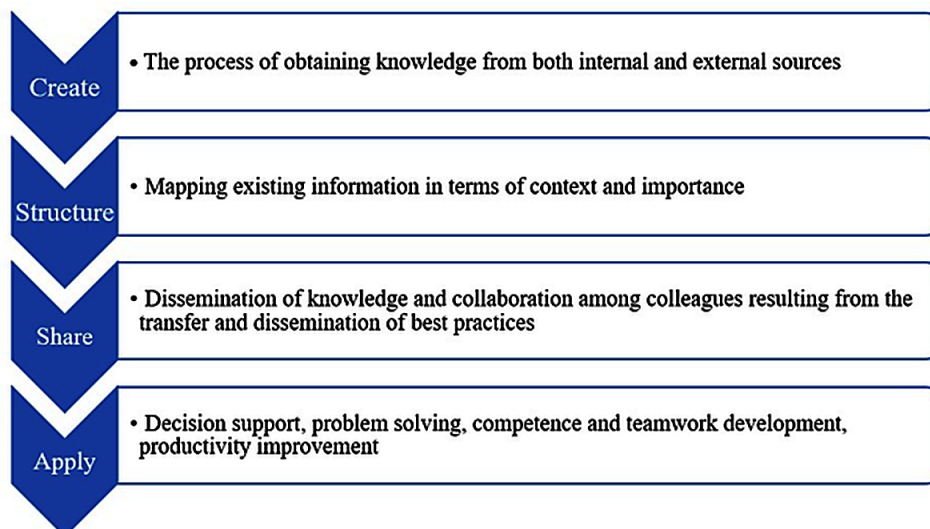 Create
• The process of obtaining knowledge from both internal and external sources
Structure
• Mapping existing information in terms of context and importance
Share
• Dissemination of knowledge and collaboration among colleagues resulting from the
transfer and dissemination of best practices
Apply
• Decision support, problem solving, competence and teamwork development,
productivity improvement